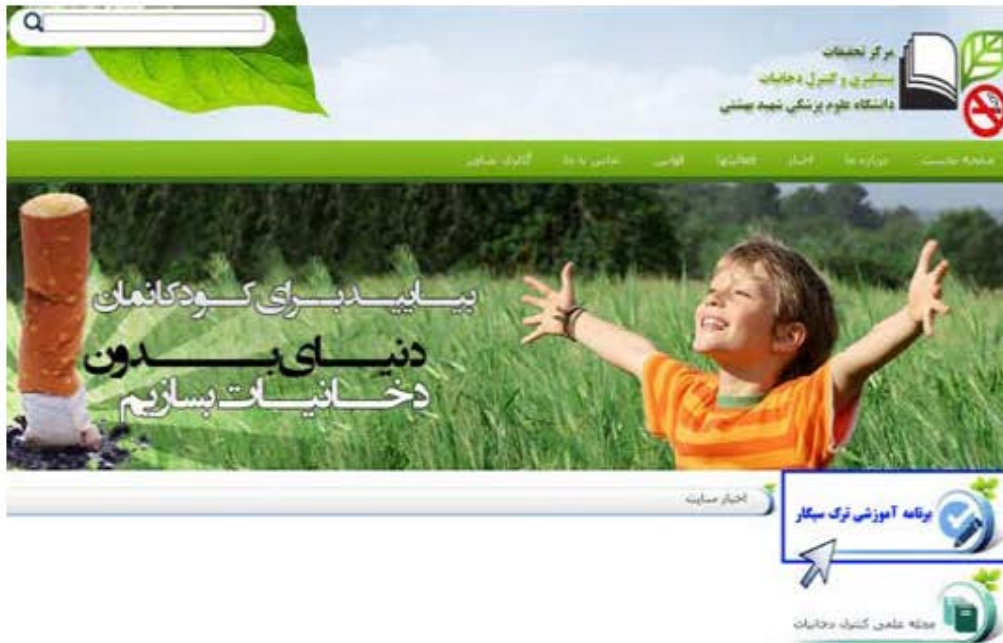 مرکز تحقیقات
پیشگیری و کنترل دخانیات
دانشگاه علوم پزشکی شهید بهشتی
صفحه نخست درباره ما اخبار فعالیتها قوانین تماس با ما گالری تصاویر
بیایید برای کودکانمان
دنیای بدون
دخانیات بسازیم
اخبار سایت
برنامه آموزشی ترک سیگار
مجله علمی کنترل دخانیات